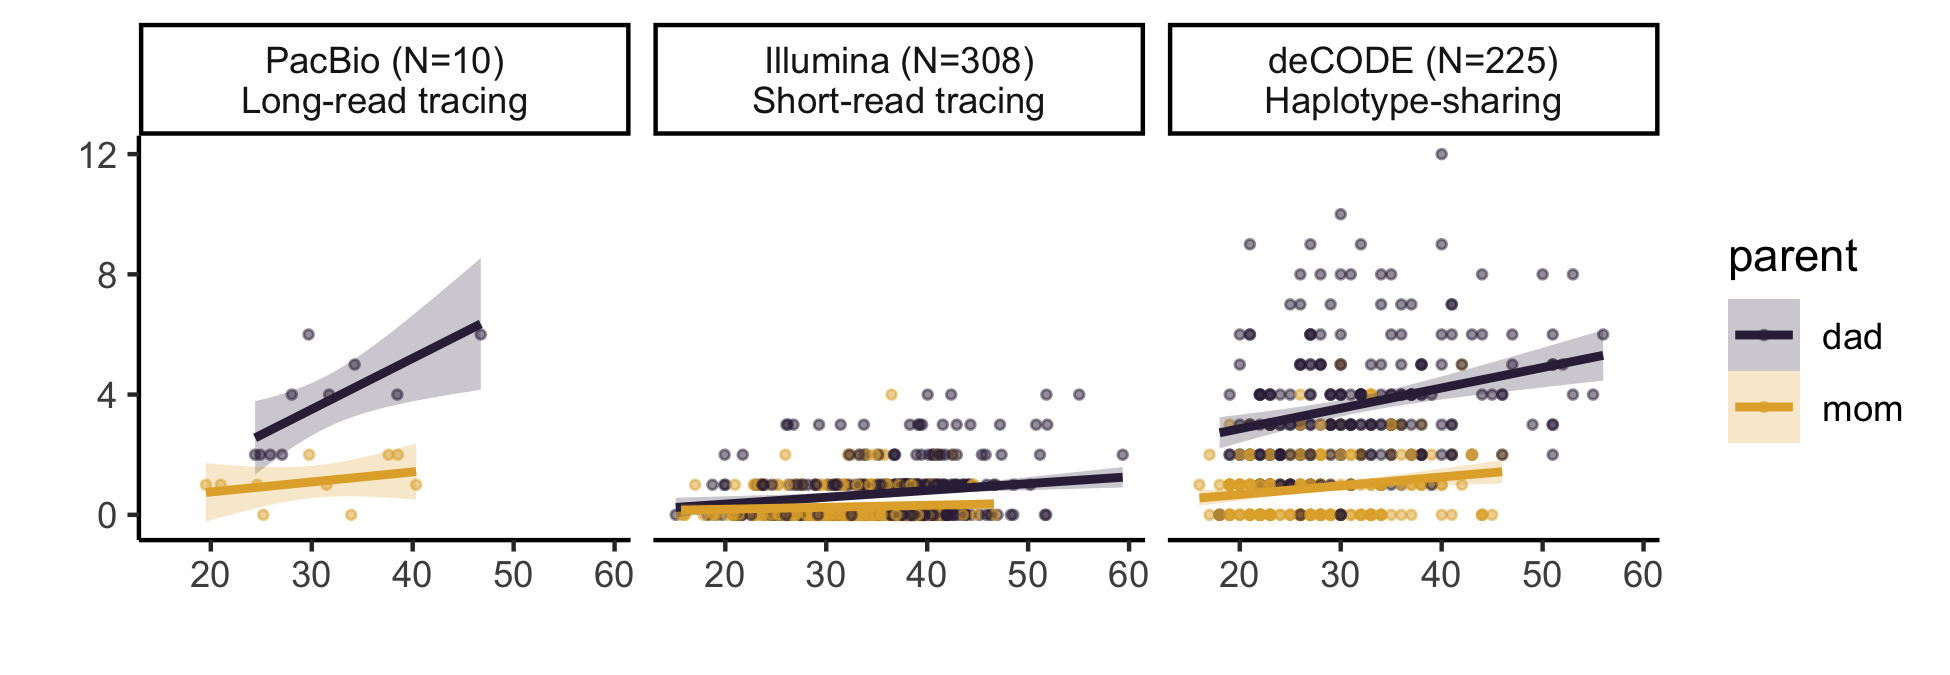 PacBio (N=10)
Long-read tracing
Illumina (N=308)
Short-read tracing
deCODE (N=225)
Haplotype-sharing
12
8
4
0
20 30 40 50 60
20 30 40 50 60
20 30 40 50 60
parent
dad
mom